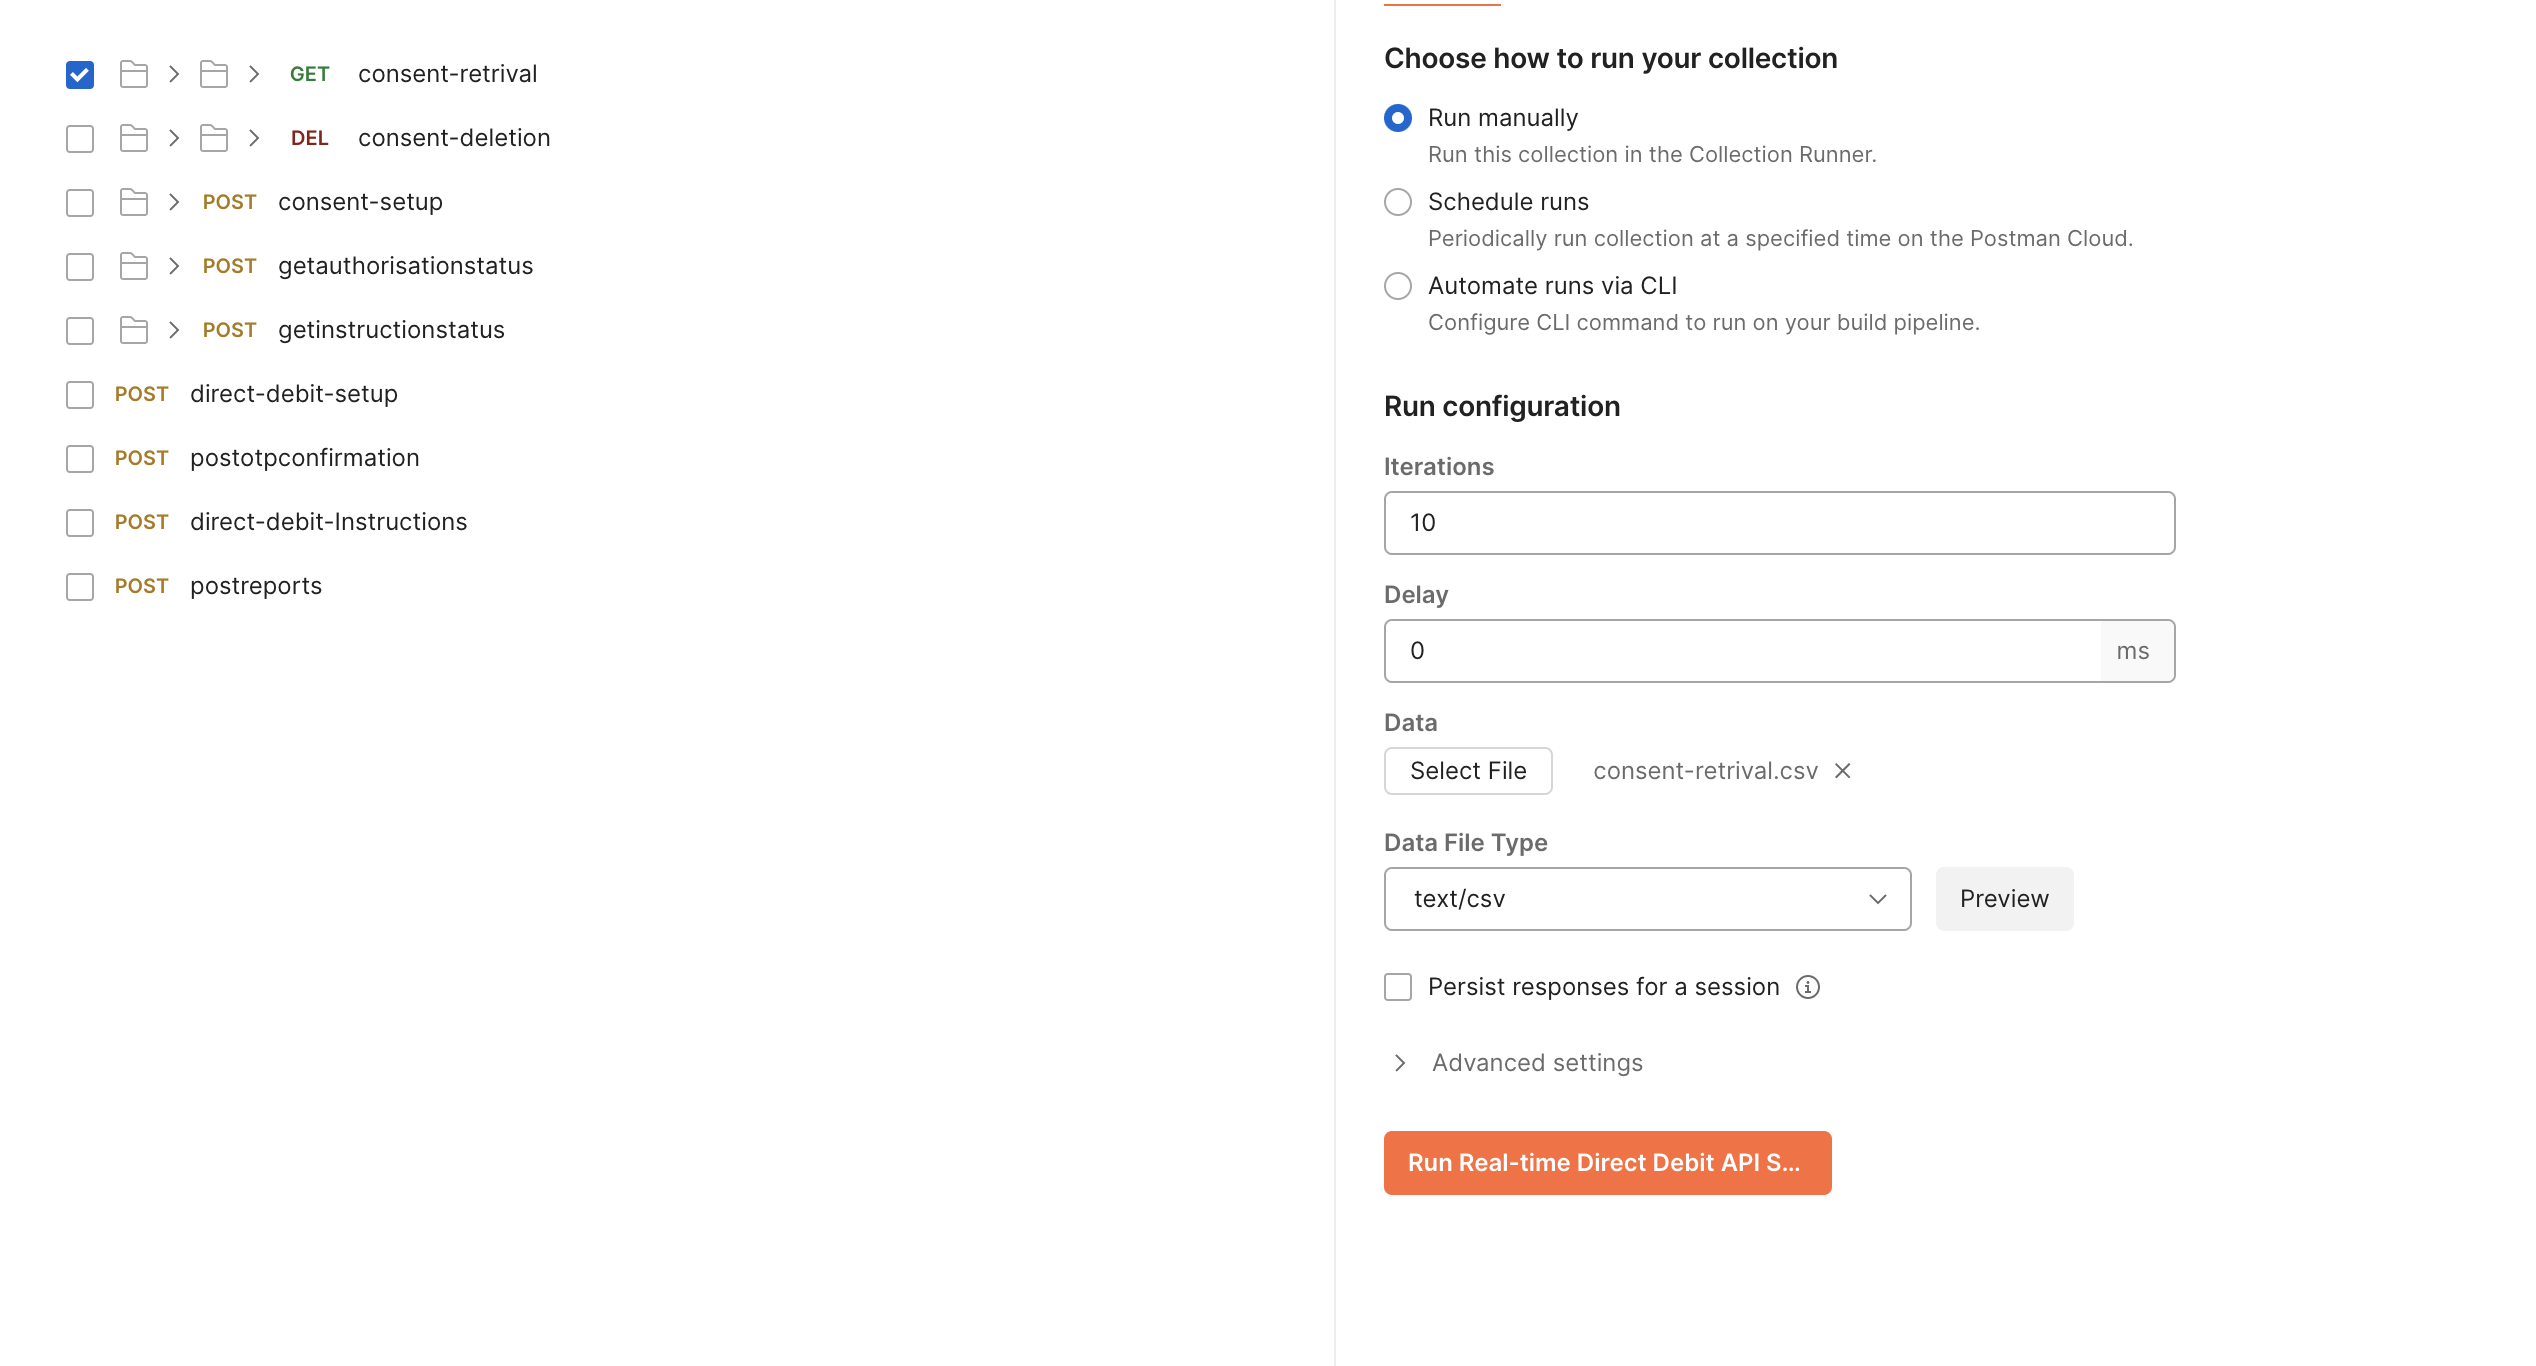 GET consent-retrival
DEL consent-deletion
POST consent-setup
POST getauthorisationstatus
POST getinstructionstatus
POST direct-debit-setup
POST postotpconfirmation
POST direct-debit-Instructions
POST postreports
Choose how to run your collection
Run manually
Run this collection in the Collection Runner.
Schedule runs
Periodically run collection at a specified time on the Postman Cloud.
Automate runs via CLI
Configure CLI command to run on your build pipeline.
Run configuration
Iterations
10
Delay
0 ms
Data
Select File consent-retrival.csv
Data File Type
text/csv Preview
Persist responses for a session
Advanced settings
Run Real-time Direct Debit API S...